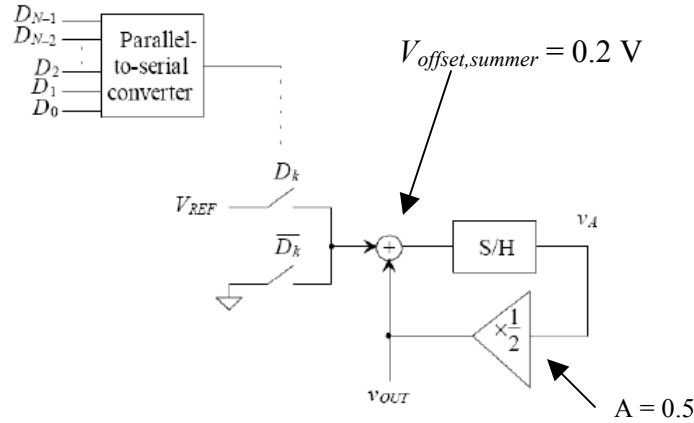 D_{N-1}
D_{N-2}
D_2
D_1
D_0
Parallel-
to-serial
converter
V_{offset,summer} = 0.2 V
D_k
V_{REF}
\overline{D_k}
+
S/H
v_A
×\frac{1}{2}
v_{OUT}
A = 0.5